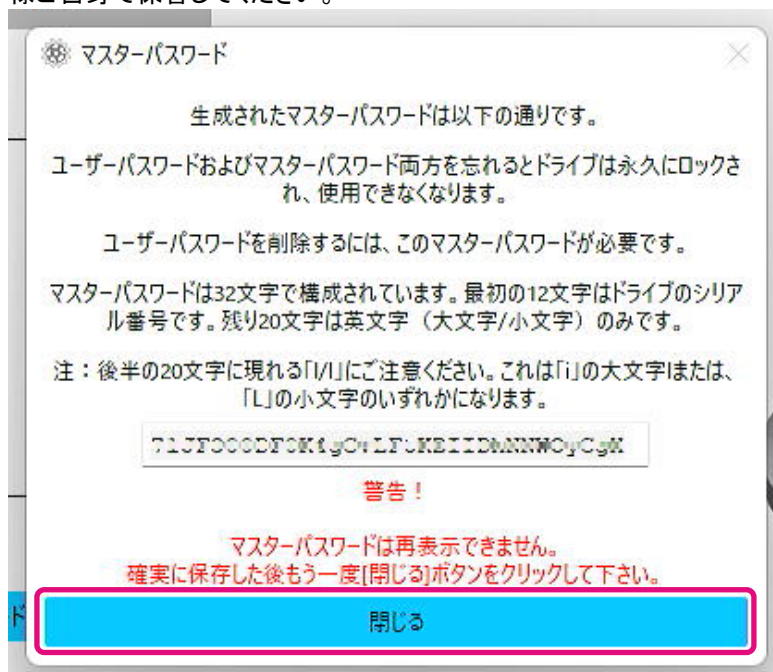 マスターパスワード
生成されたマスターパスワードは以下の通りです。
ユーザーパスワードおよびマスターパスワード両方を忘れるとドライブは永久にロックさ
れ、使用できなくなります。
ユーザーパスワードを削除するには、このマスターパスワードが必要です。
マスターパスワードは32文字で構成されています。最初の12文字はドライブのシリア
ル番号です。残り20文字は英文字（大文字/小文字）のみです。
注：後半の20文字に現れる「I/l」にご注意ください。これは「i」の大文字Iまたは、
「L」の小文字のいずれかになります。
警告！
マスターパスワードは再表示できません。
確実に保存した後もう一度[閉じる]ボタンをクリックして下さい。
閉じる